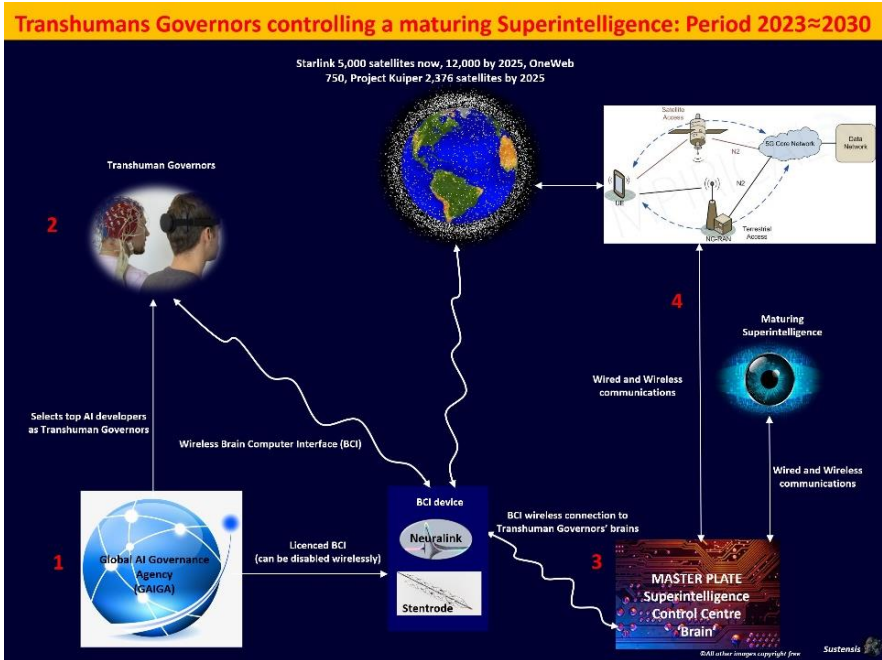 Transhumans Governors controlling a maturing Superintelligence: Period 2023≈2030
Starlink 5,000 satellites now, 12,000 by 2025, OneWeb
750, Project Kuiper 2,376 satellites by 2025
Transhuman Governors
2
Satellite
Access
5G Core Network
Data
Network
N2
N2
UE
NG-RAN
Terrestrial
Access
4
Maturing
Superintelligence
Wired and Wireless
communications
Selects top AI developers
as Transhuman Governors
Wireless Brain Computer Interface (BCI)
Wired and Wireless
communications
BCI device
Neuralink
Stentrode
BCI wireless connection to
Transhuman Governors' brains
1
Global AI Governance
Agency
(GAIGA)
Licenced BCI
(can be disabled wirelessly)
3
MASTER PLATE
Superintelligence
Control Centre
'Brain'
©All other images copyright free
Sustensis